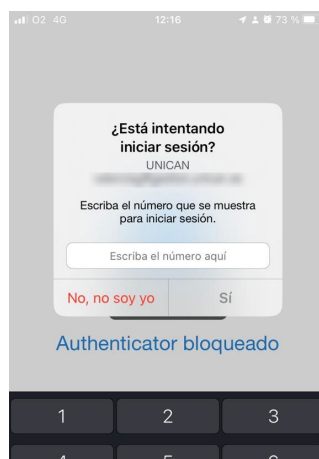 O2 4G 12:16 73 %
¿Está intentando
iniciar sesión?
UNICAN
Escriba el número que se muestra
para iniciar sesión.
Escriba el número aquí
No, no soy yo Sí
Authenticator bloqueado
1 2 3